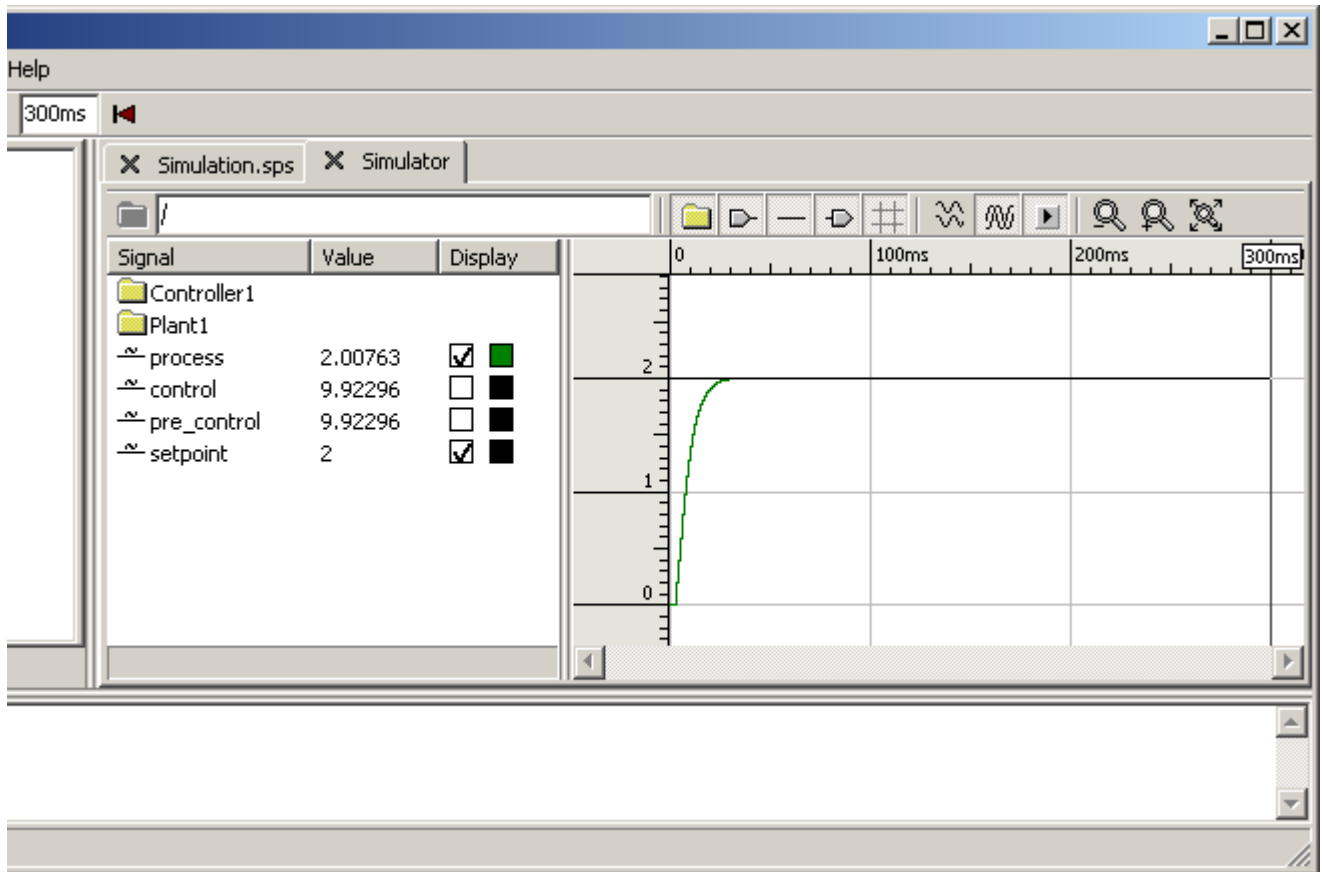 Help
300ms
Simulation.sps Simulator
/
Signal Value Display
0 100ms 200ms 300ms
Controller1
Plant1
process 2.00763
control 9.92296
pre_control 9.92296
setpoint 2
2
1
0